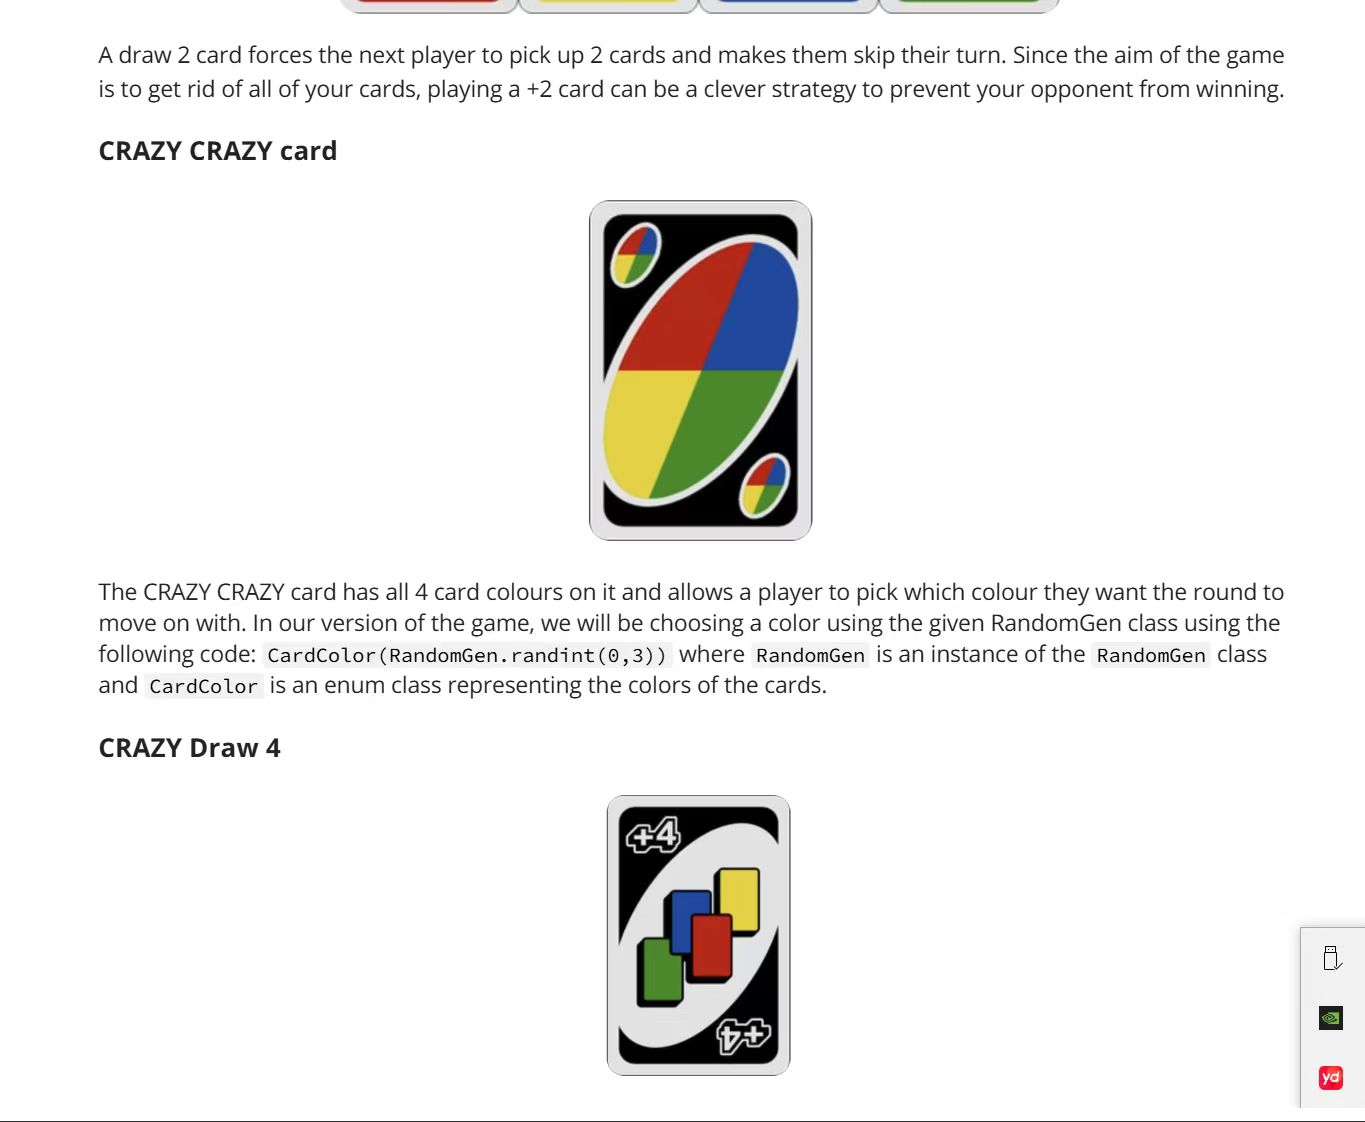 A draw 2 card forces the next player to pick up 2 cards and makes them skip their turn. Since the aim of the game
is to get rid of all of your cards, playing a +2 card can be a clever strategy to prevent your opponent from winning.
CRAZY CRAZY card
The CRAZY CRAZY card has all 4 card colours on it and allows a player to pick which colour they want the round to
move on with. In our version of the game, we will be choosing a color using the given RandomGen class using the
following code: CardColor(RandomGen.randint(0,3)) where RandomGen is an instance of the RandomGen class
and CardColor is an enum class representing the colors of the cards.
CRAZY Draw 4
+4
+4
yd